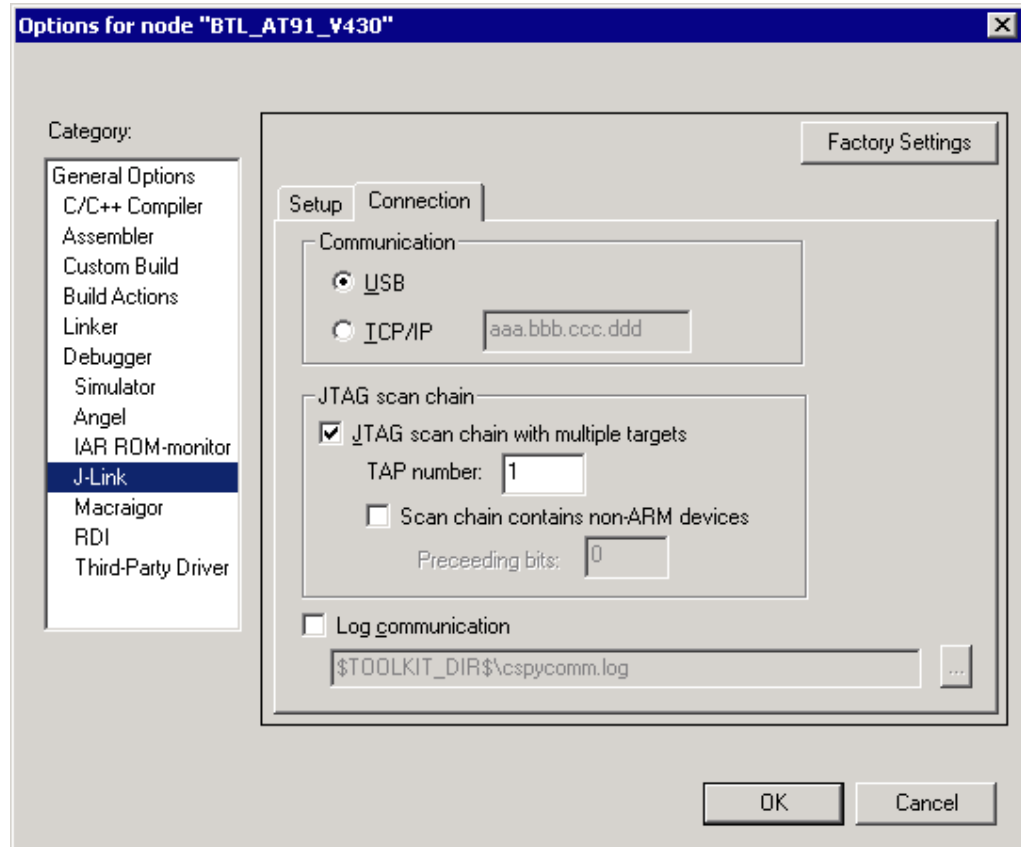 Options for node "BTL_AT91_V430"
Category:
General Options
C/C++ Compiler
Assembler
Custom Build
Build Actions
Linker
Debugger
Simulator
Angel
IAR ROM-monitor
J-Link
Macraigor
RDI
Third-Party Driver
Factory Settings
Setup Connection
Communication
USB
TCP/IP aaa.bbb.ccc.ddd
JTAG scan chain
JTAG scan chain with multiple targets
TAP number: 1
Scan chain contains non-ARM devices
Preceeding bits: 0
Log communication
$TOOLKIT_DIR$\cspycomm.log ...
OK Cancel